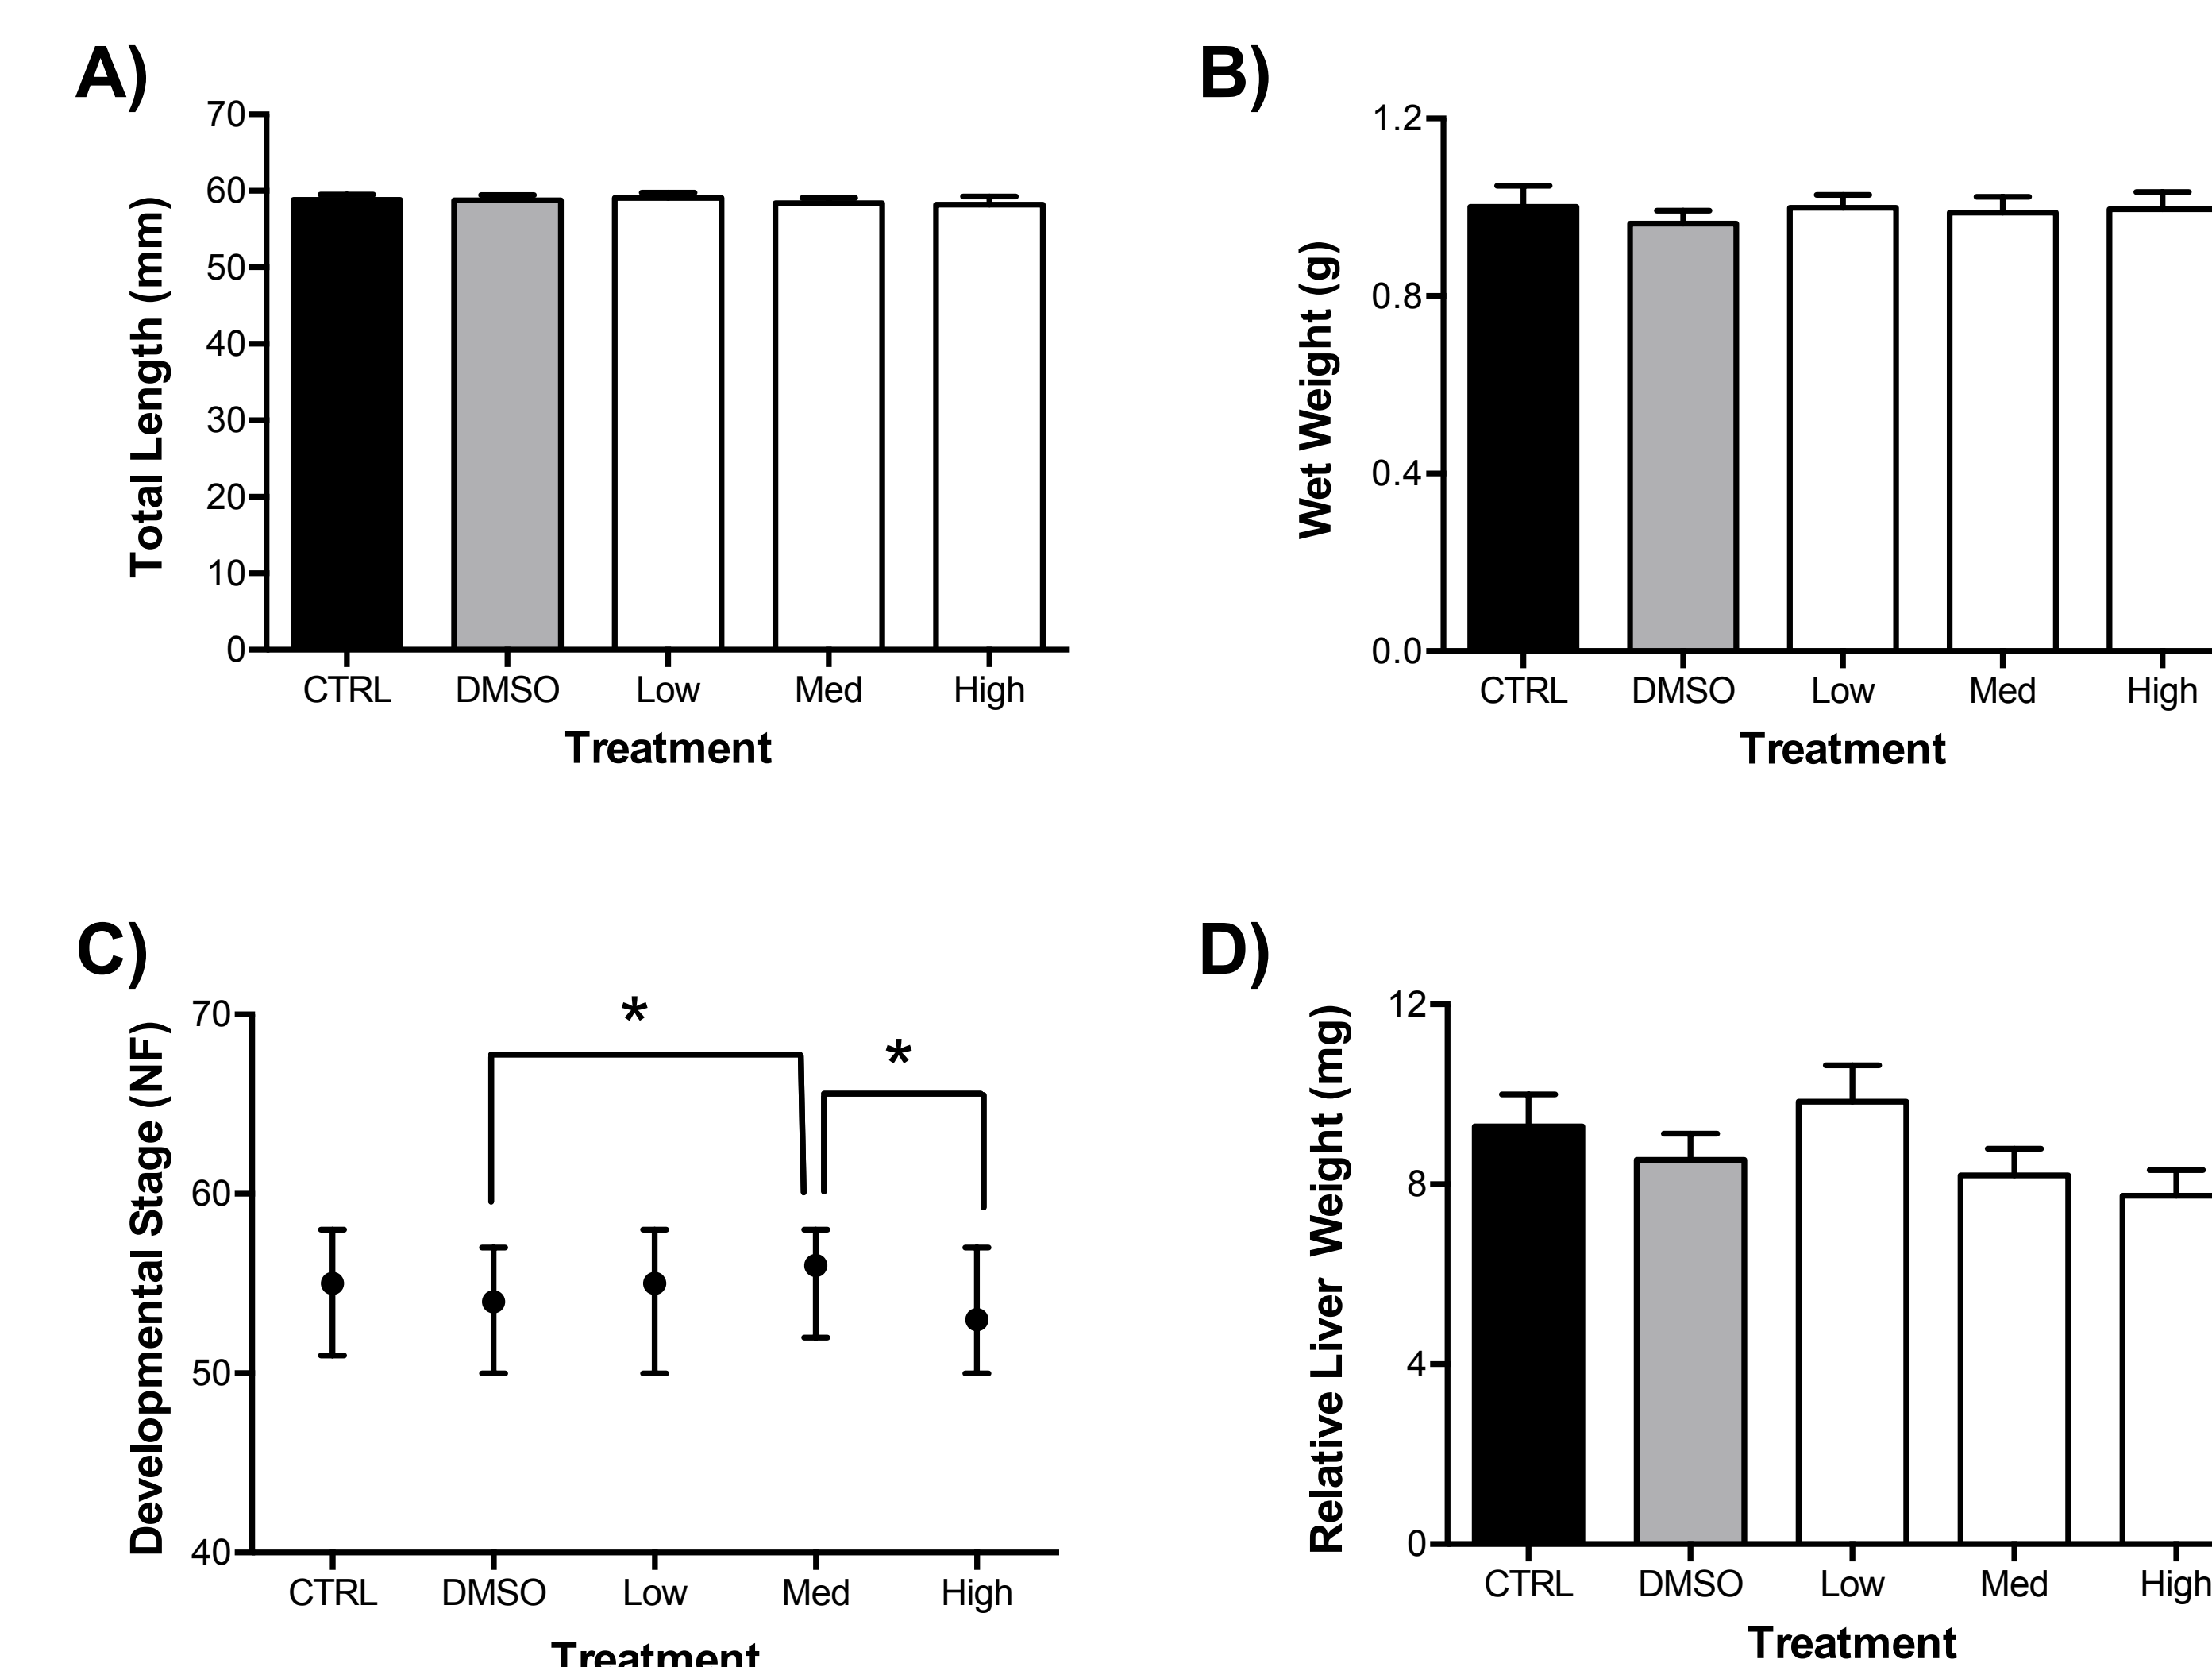 A)
70
60
50
40
30
20
10
0
Total Length (mm)
CTRL DMSO Low Med High
Treatment
B)
1.2
0.8
0.4
0.0
Wet Weight (g)
CTRL DMSO Low Med High
Treatment
C)
70
60
50
40
Developmental Stage (NF)
*
*
CTRL DMSO Low Med High
Treatment
D)
12
8
4
0
Relative Liver Weight (mg)
CTRL DMSO Low Med High
Treatment